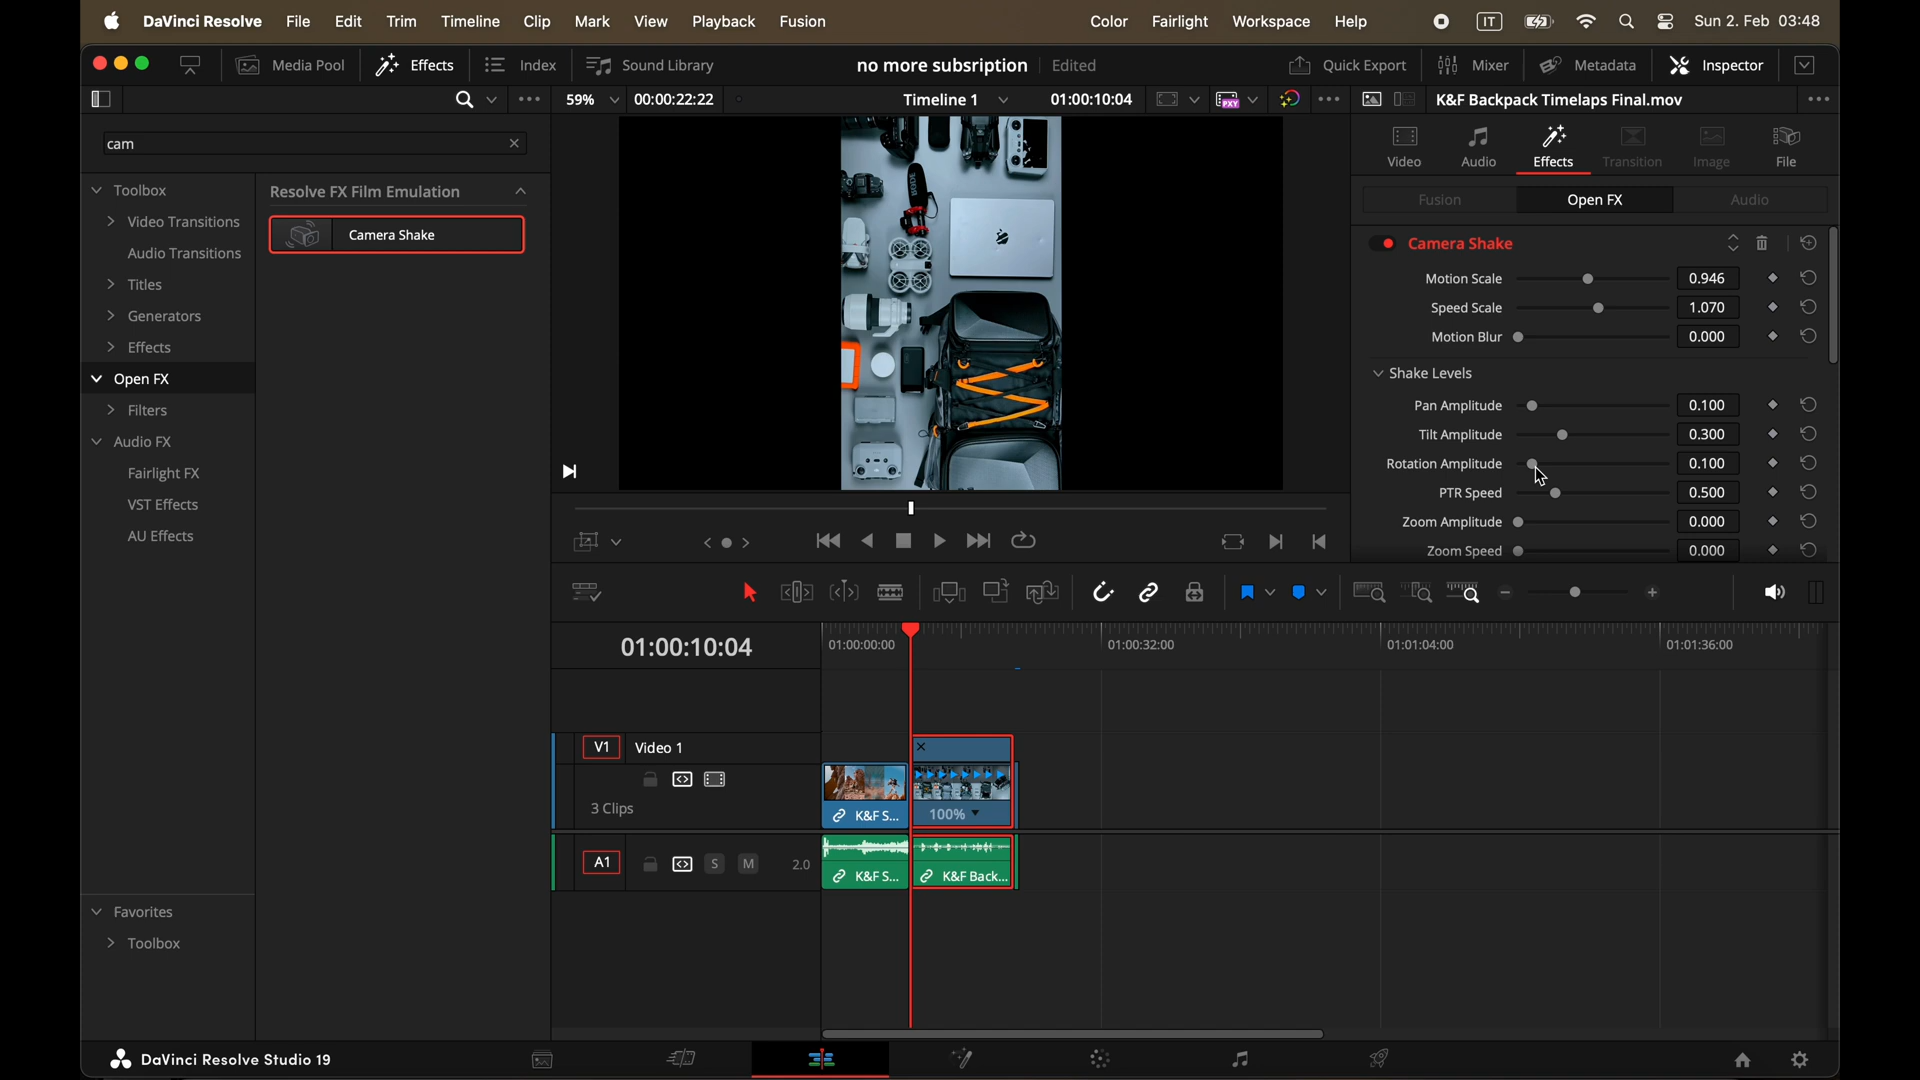 DaVinci Resolve File Edit Trim Timeline Clip Mark View Playback Fusion Color Fairlight Workspace Help IT Sun 2. Feb 03:48
Media Pool Effects Index Sound Library no more subsription Edited Quick Export Mixer Metadata Inspector
59% 00:00:22:22 Timeline 1 01:00:10:04 PXY K&F Backpack Timelaps Final.mov
cam
Toolbox
Video Transitions
Audio Transitions
Titles
Generators
Effects
Open FX
Filters
Audio FX
Fairlight FX
VST Effects
AU Effects
Favorites
Toolbox
Resolve FX Film Emulation
Camera Shake
RODE
Video Audio Effects Transition Image File
Fusion Open FX Audio
Camera Shake
Motion Scale 0.946
Speed Scale 1.070
Motion Blur 0.000
Shake Levels
Pan Amplitude 0.100
Tilt Amplitude 0.300
Rotation Amplitude 0.100
PTR Speed 0.500
Zoom Amplitude 0.000
Zoom Speed 0.000
01:00:10:04 01:00:00:00 01:00:32:00 01:01:04:00 01:01:36:00
V1 Video 1
3 Clips
K&F S... 100%
A1 S M 2.0
K&F S... K&F Back...
DaVinci Resolve Studio 19